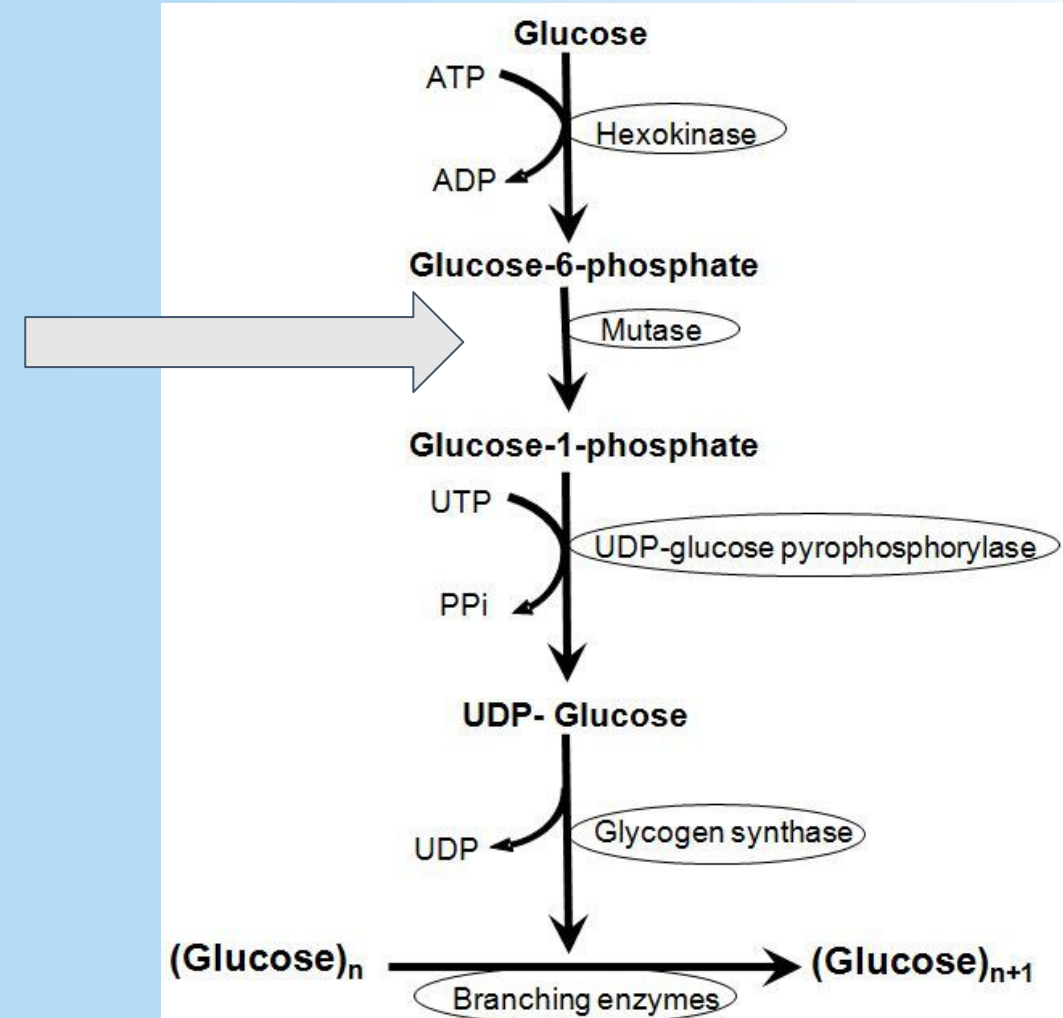 Glucose
ATP
Hexokinase
ADP
Glucose-6-phosphate
Mutase
Glucose-1-phosphate
UTP
UDP-glucose pyrophosphorylase
PPi
UDP- Glucose
Glycogen synthase
UDP
(Glucose)n (Glucose)n+1
Branching enzymes